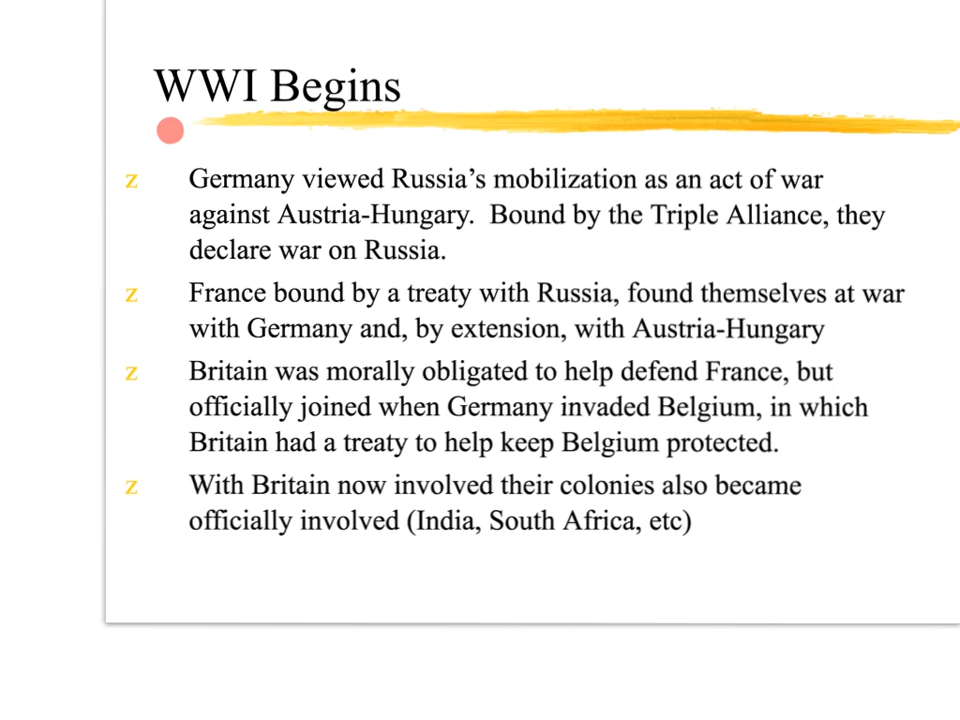 WWI Begins
z Germany viewed Russia's mobilization as an act of war
against Austria-Hungary.  Bound by the Triple Alliance, they
declare war on Russia.
z France bound by a treaty with Russia, found themselves at war
with Germany and, by extension, with Austria-Hungary
z Britain was morally obligated to help defend France, but
officially joined when Germany invaded Belgium, in which
Britain had a treaty to help keep Belgium protected.
z With Britain now involved their colonies also became
officially involved (India, South Africa, etc)